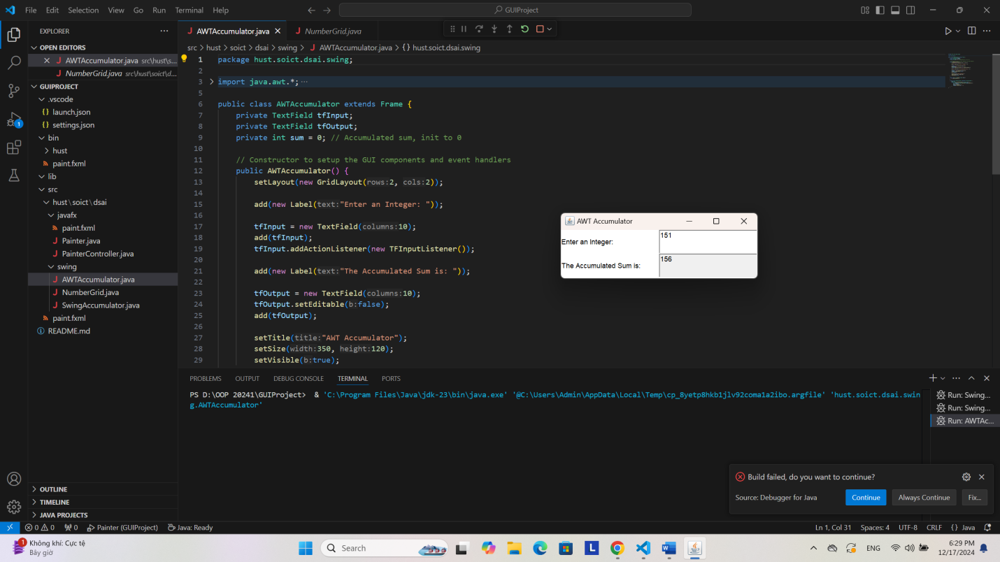 File Edit Selection View Go Run Terminal Help
GUIProject
EXPLORER
OPEN EDITORS
AWTAccumulator.java src\hust\s...
NumberGrid.java src\hust\soict\d...
GUIPROJECT
.vscode
launch.json
settings.json
bin
hust
paint.fxml
lib
src
hust\soict\dsai
javafx
paint.fxml
Painter.java
PainterController.java
swing
AWTAccumulator.java
NumberGrid.java
SwingAccumulator.java
paint.fxml
README.md
OUTLINE
TIMELINE
JAVA PROJECTS
1
AWTAccumulator.java NumberGrid.java
src > hust > soict > dsai > swing > AWTAccumulator.java > {} hust.soict.dsai.swing
1 package hust.soict.dsai.swing;
2
3 import java.awt.*; ...
5
6 public class AWTAccumulator extends Frame {
7 private TextField tfInput;
8 private TextField tfOutput;
9 private int sum = 0; // Accumulated sum, init to 0
10
11 // Constructor to setup the GUI components and event handlers
12 public AWTAccumulator() {
13 setLayout(new GridLayout(rows:2, cols:2));
14
15 add(new Label(text:"Enter an Integer: "));
16
17 tfInput = new TextField(columns:10);
18 add(tfInput);
19 tfInput.addActionListener(new TFInputListener());
20
21 add(new Label(text:"The Accumulated Sum is: "));
22
23 tfOutput = new TextField(columns:10);
24 tfOutput.setEditable(b:false);
25 add(tfOutput);
26
27 setTitle(title:"AWT Accumulator");
28 setSize(width:350, height:120);
29 setVisible(b:true);
AWT Accumulator
Enter an Integer: 151
The Accumulated Sum is: 156
PROBLEMS OUTPUT DEBUG CONSOLE TERMINAL PORTS
PS D:\OOP 20241\GUIProject> & 'C:\Program Files\Java\jdk-23\bin\java.exe' '@C:\Users\Admin\AppData\Local\Temp\cp_8yetp8hkb1jlv92coma1a2ibo.argfile' 'hust.soict.dsai.swin
g.AWTAccumulator'
Run: Swing...
Run: Swing...
Run: AWTAc...
Build failed, do you want to continue?
Source: Debugger for Java Continue Always Continue Fix...
0 0 0 Painter (GUIProject) Java: Ready Ln 1, Col 31 Spaces: 4 UTF-8 CRLF {} Java
1 Không khí: Cực tệ
Bây giờ
Search
L
W
ENG
6:29 PM
12/17/2024